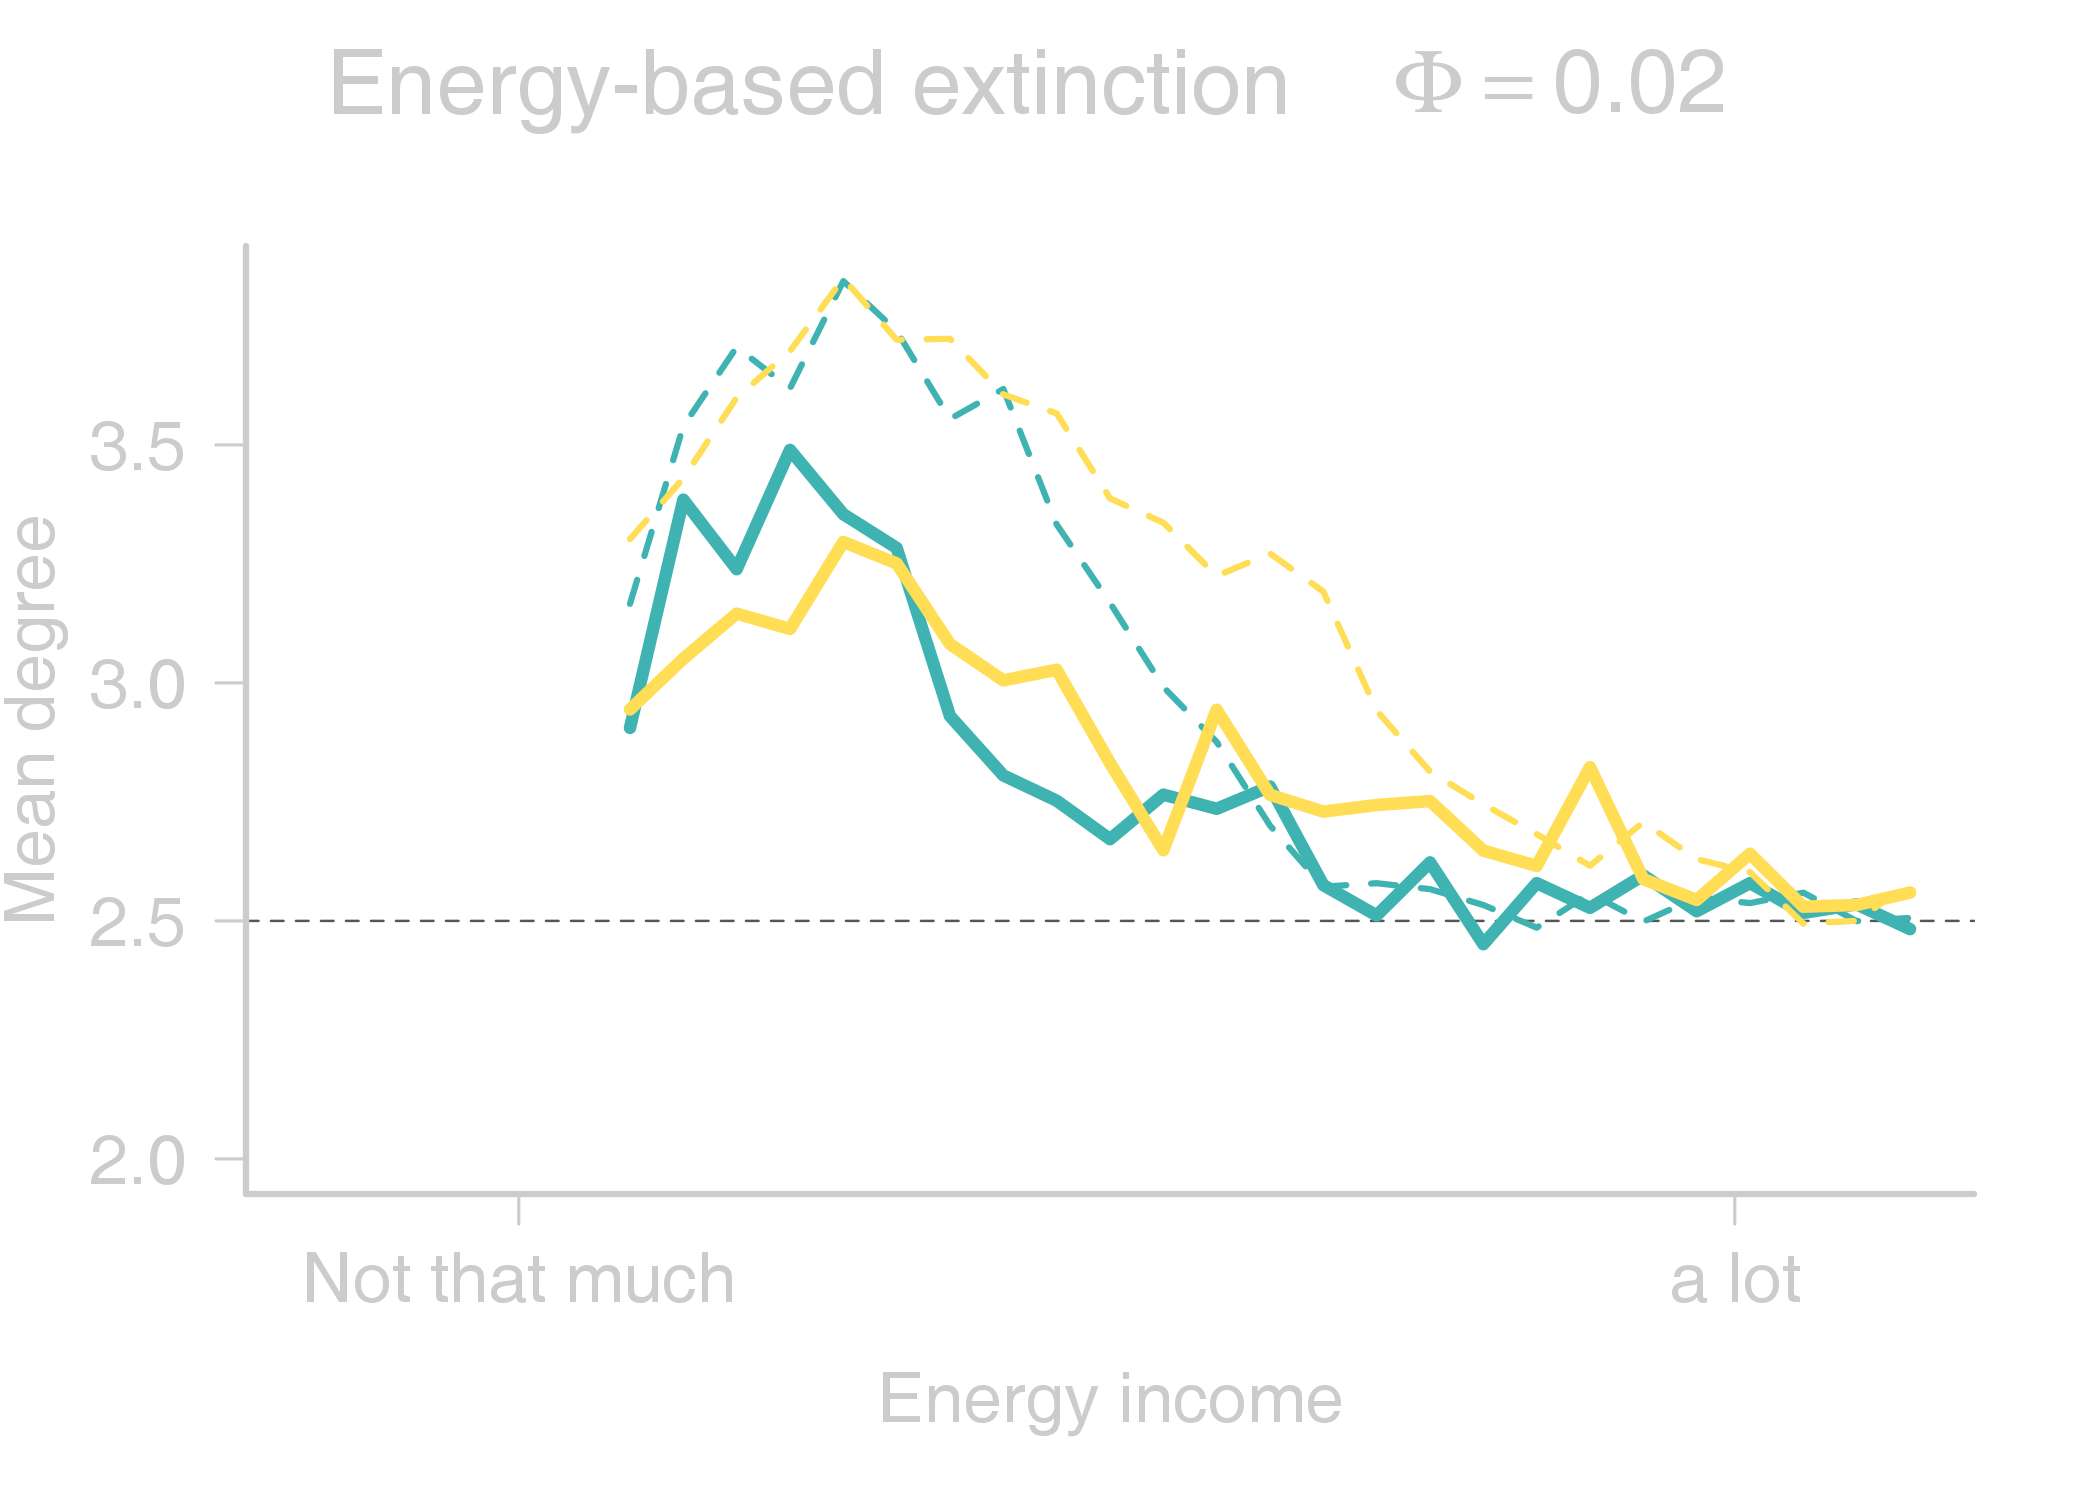 Energy-based extinction Φ = 0.02
Mean degree
3.5
3.0
2.5
2.0
Not that much
a lot
Energy income